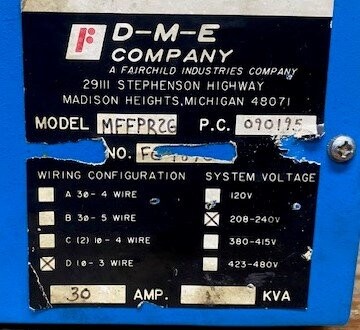 D-M-E
COMPANY
A FAIRCHILD INDUSTRIES COMPANY
29111 STEPHENSON HIGHWAY
MADISON HEIGHTS, MICHIGAN 48071
MODEL MFFPR2G P.C. 090195
NO.
WIRING CONFIGURATION SYSTEM VOLTAGE
A 3Ø - 4 WIRE 120V
B 3Ø - 5 WIRE 208-240V
C (2) 1Ø - 4 WIRE 380-415V
D 1Ø - 3 WIRE 423-480V
30 AMP. KVA